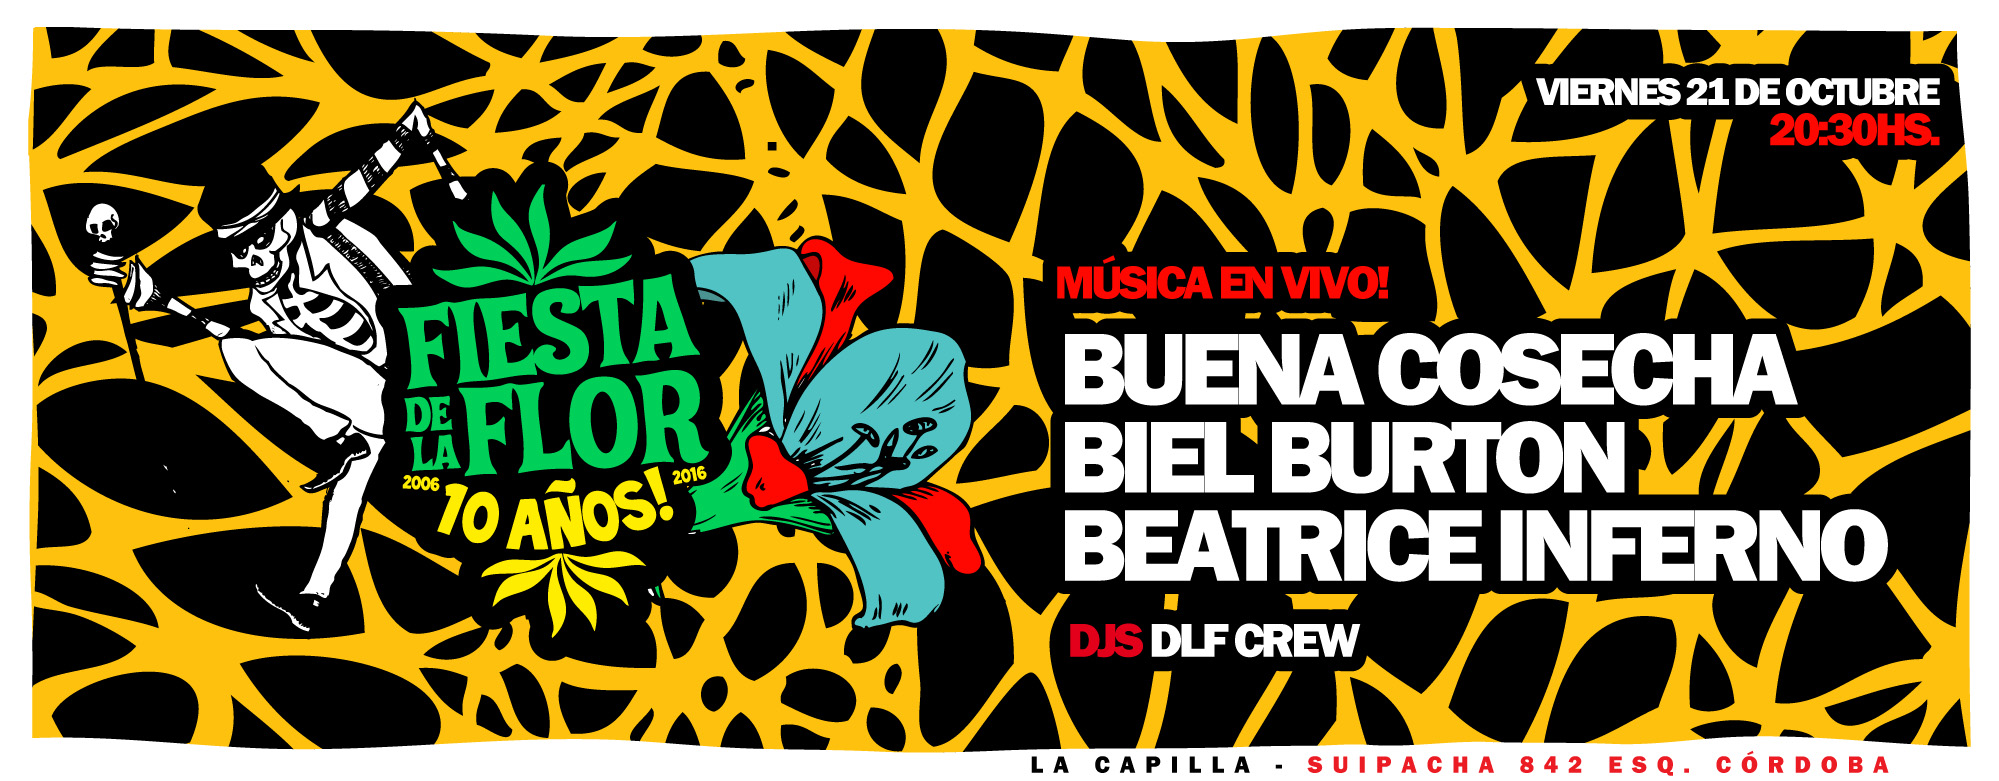 VIERNES 21 DE OCTUBRE
20:30HS.
FIESTA
DE LA FLOR
2006 10 AÑOS! 2016
MÚSICA EN VIVO!
BUENA COSECHA
BIEL BURTON
BEATRICE INFERNO
DJS DLF CREW
LA CAPILLA - SUIPACHA 842 ESQ. CÓRDOBA